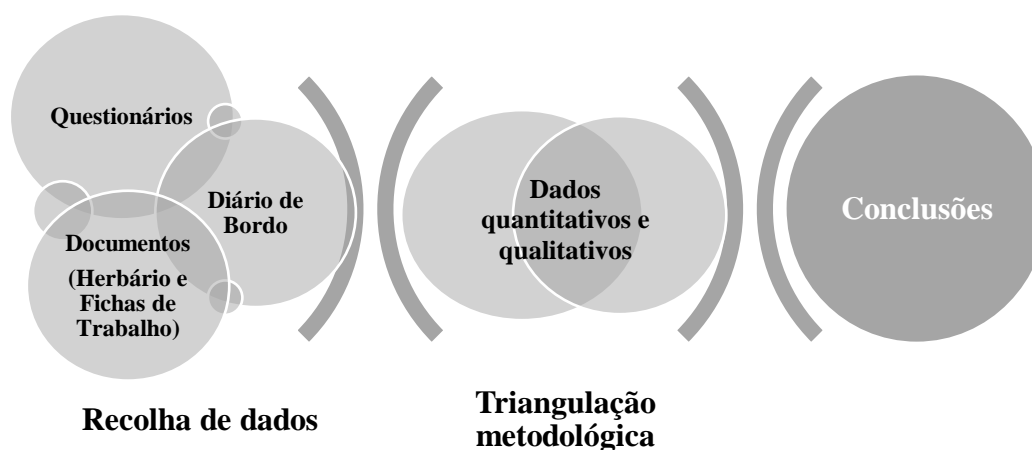 Questionários
Diário de
Bordo
Documentos
(Herbário e
Fichas de
Trabalho)
Recolha de dados
Dados
quantitativos e
qualitativos
Triangulação
metodológica
Conclusões